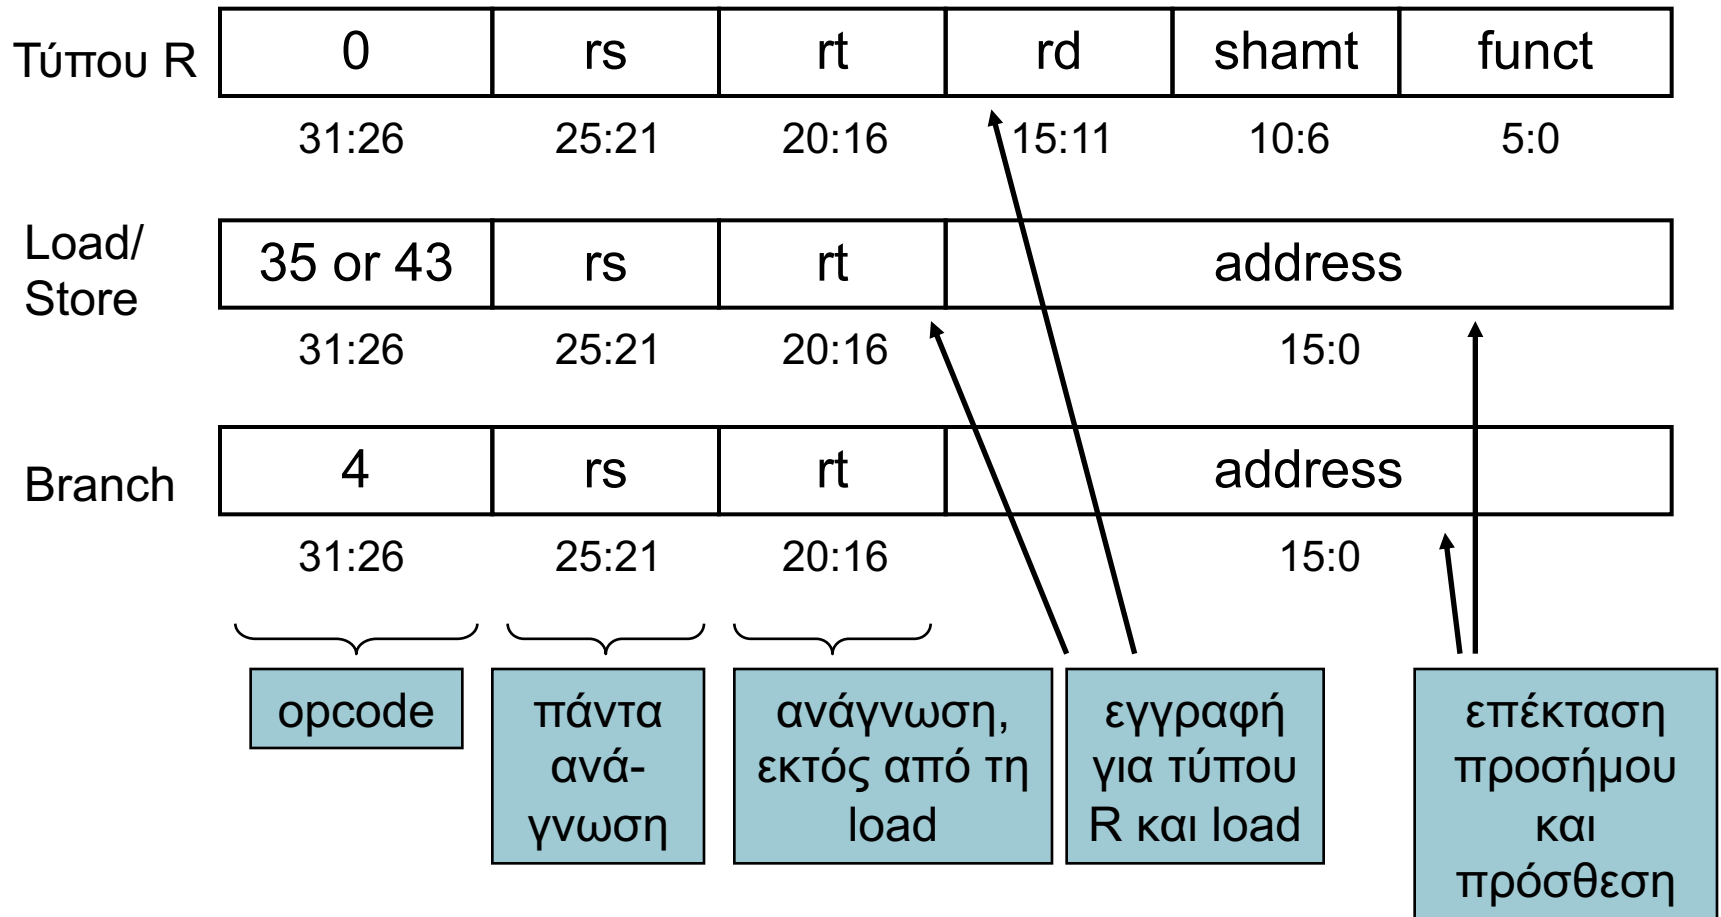 Τύπου R
0 rs rt rd shamt funct
31:26 25:21 20:16 15:11 10:6 5:0
Load/
Store
35 or 43 rs rt address
31:26 25:21 20:16 15:0
Branch
4 rs rt address
31:26 25:21 20:16 15:0
opcode
πάντα
ανά-
γνωση
ανάγνωση,
εκτός από τη
load
εγγραφή
για τύπου
R και load
επέκταση
προσήμου
και
πρόσθεση